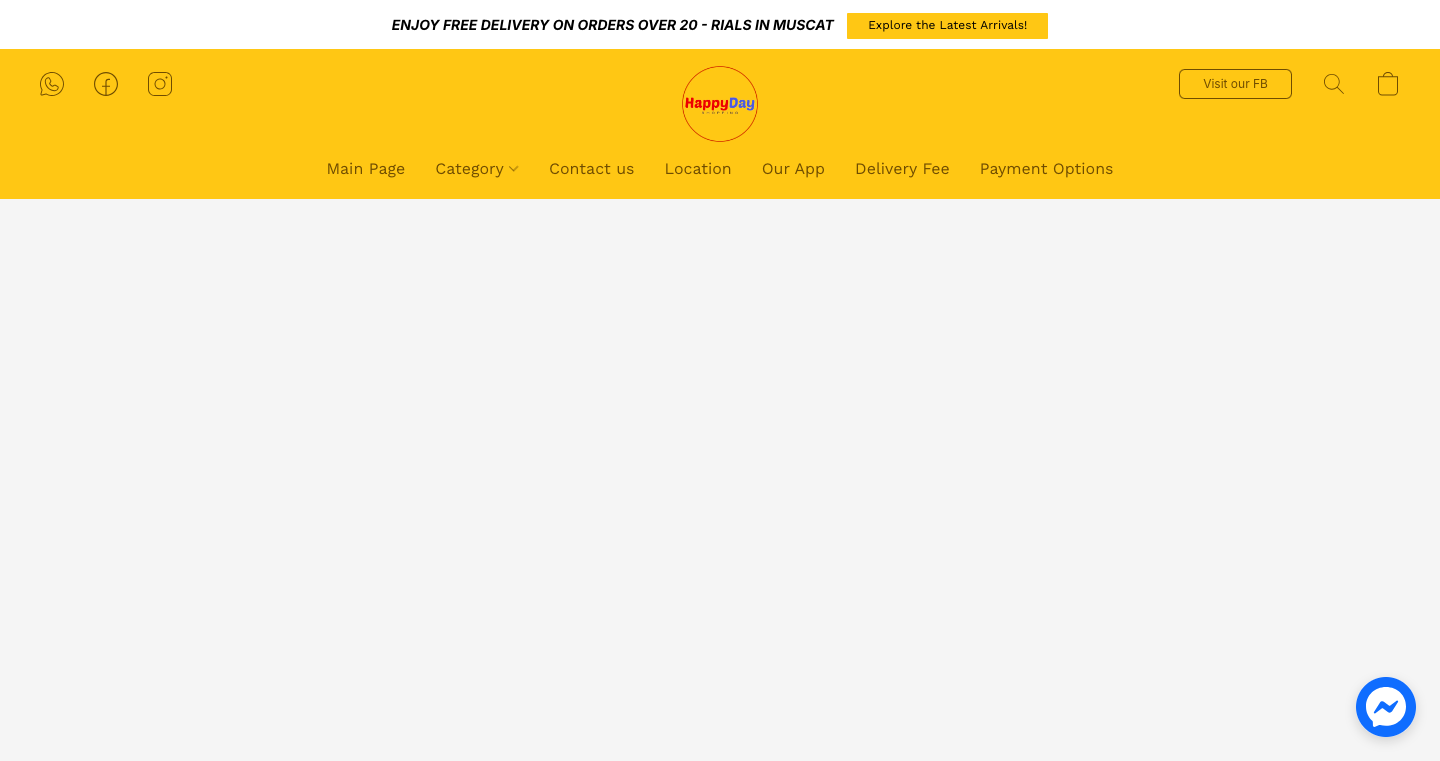 ENJOY FREE DELIVERY ON ORDERS OVER 20 - RIALS IN MUSCAT
Explore the Latest Arrivals!
Visit our FB
HappyDay
SHOPPING
Main Page
Category
Contact us
Location
Our App
Delivery Fee
Payment Options